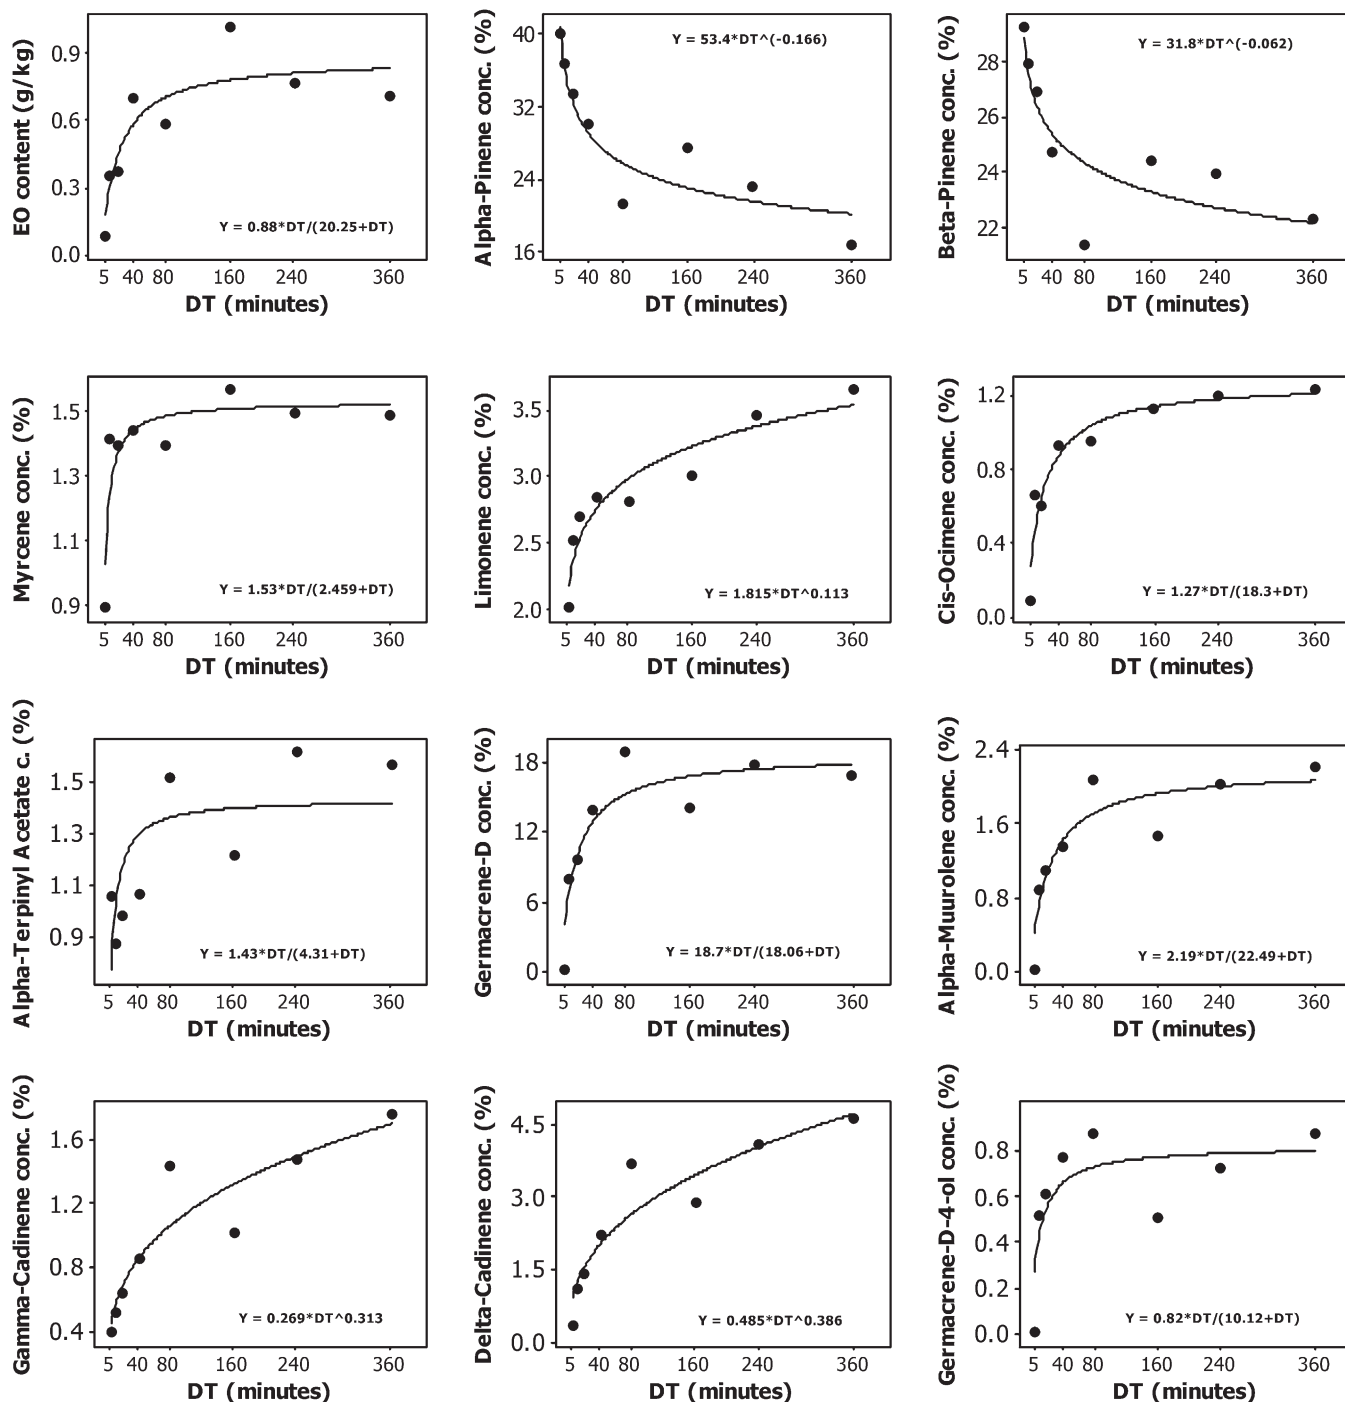 EO content (g/kg)
0.9
0.6
0.3
0.0
Y = 0.88*DT/(20.25+DT)
5 40 80 160 240 360
DT (minutes)
Alpha-Pinene conc. (%)
40
32
24
16
Y = 53.4*DT^(-0.166)
5 40 80 160 240 360
DT (minutes)
Beta-Pinene conc. (%)
28
26
24
22
Y = 31.8*DT^(-0.062)
5 40 80 160 240 360
DT (minutes)
Myrcene conc. (%)
1.5
1.3
1.1
0.9
Y = 1.53*DT/(2.459+DT)
5 40 80 160 240 360
DT (minutes)
Limonene conc. (%)
3.5
3.0
2.5
2.0
Y = 1.815*DT^0.113
5 40 80 160 240 360
DT (minutes)
Cis-Ocimene conc. (%)
1.2
0.8
0.4
0.0
Y = 1.27*DT/(18.3+DT)
5 40 80 160 240 360
DT (minutes)
Alpha-Terpinyl Acetate c. (%)
1.5
1.3
1.1
0.9
Y = 1.43*DT/(4.31+DT)
5 40 80 160 240 360
DT (minutes)
Germacrene-D conc. (%)
18
12
6
0
Y = 18.7*DT/(18.06+DT)
5 40 80 160 240 360
DT (minutes)
Alpha-Muurolene conc. (%)
2.4
1.6
0.8
0.0
Y = 2.19*DT/(22.49+DT)
5 40 80 160 240 360
DT (minutes)
Gamma-Cadinene conc. (%)
1.6
1.2
0.8
0.4
Y = 0.269*DT^0.313
5 40 80 160 240 360
DT (minutes)
Delta-Cadinene conc. (%)
4.5
3.0
1.5
0.0
Y = 0.485*DT^0.386
5 40 80 160 240 360
DT (minutes)
Germacrene-D-4-ol conc. (%)
0.8
0.6
0.4
0.2
0.0
Y = 0.82*DT/(10.12+DT)
5 40 80 160 240 360
DT (minutes)